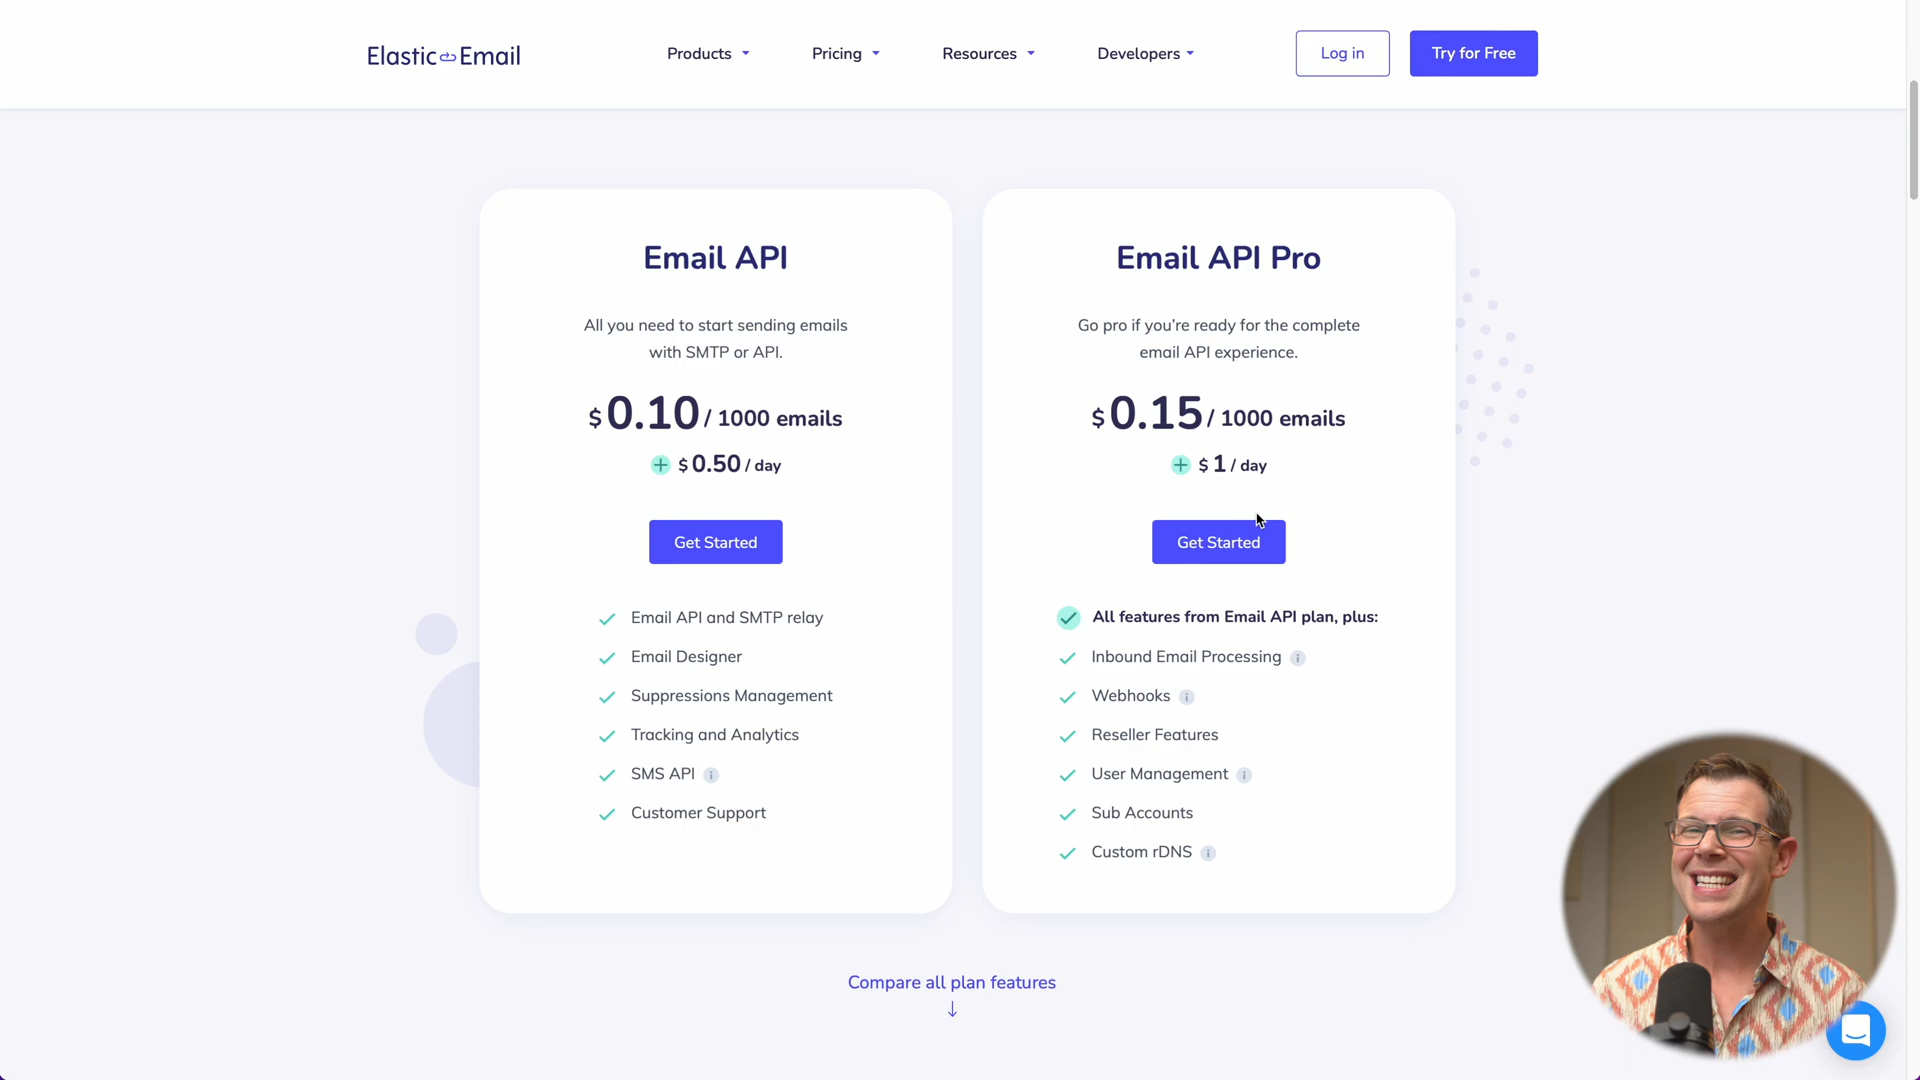 Elastic Email
Products
Pricing
Resources
Developers
Log in
Try for Free
Email API
All you need to start sending emails
with SMTP or API.
$ 0.10 / 1000 emails
+ $ 0.50 / day
Get Started
Email API and SMTP relay
Email Designer
Suppressions Management
Tracking and Analytics
SMS API i
Customer Support
Email API Pro
Go pro if you're ready for the complete
email API experience.
$ 0.15 / 1000 emails
+ $ 1 / day
Get Started
All features from Email API plan, plus:
Inbound Email Processing i
Webhooks i
Reseller Features
User Management i
Sub Accounts
Custom rDNS i
Compare all plan features